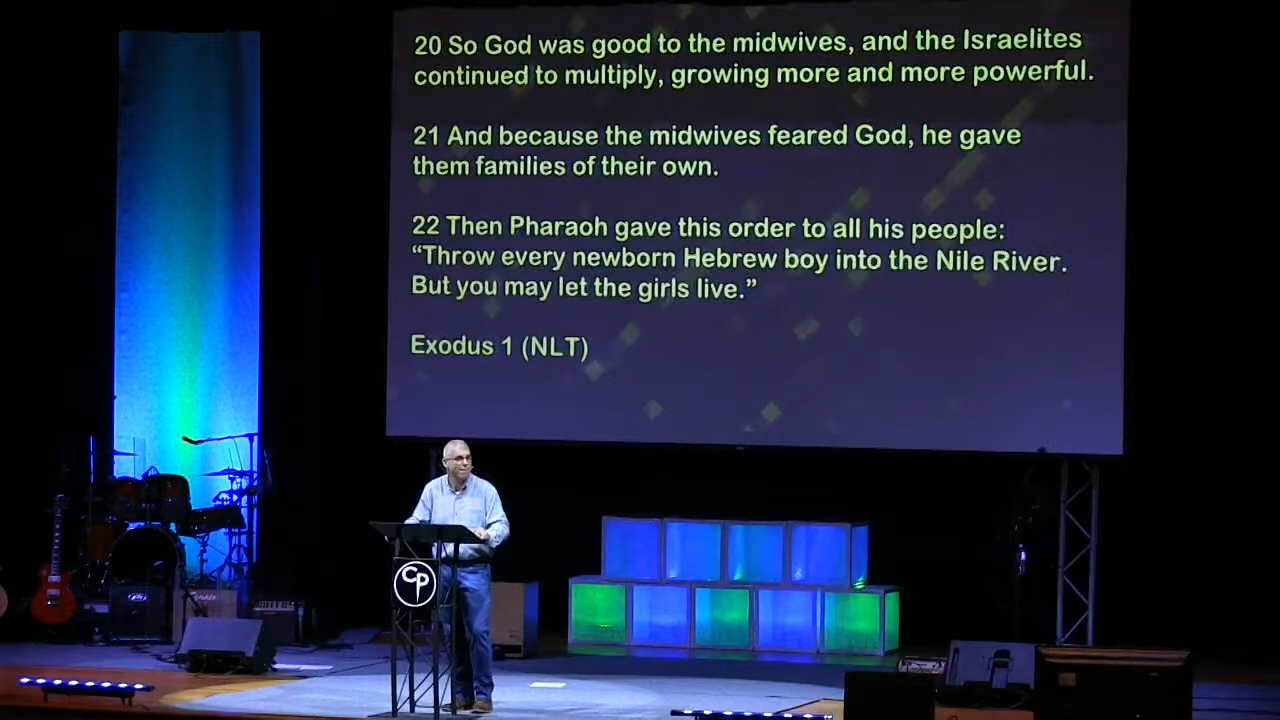 20 So God was good to the midwives, and the Israelites
continued to multiply, growing more and more powerful.
21 And because the midwives feared God, he gave
them families of their own.
22 Then Pharaoh gave this order to all his people:
“Throw every newborn Hebrew boy into the Nile River.
But you may let the girls live.”
Exodus 1 (NLT)
CP